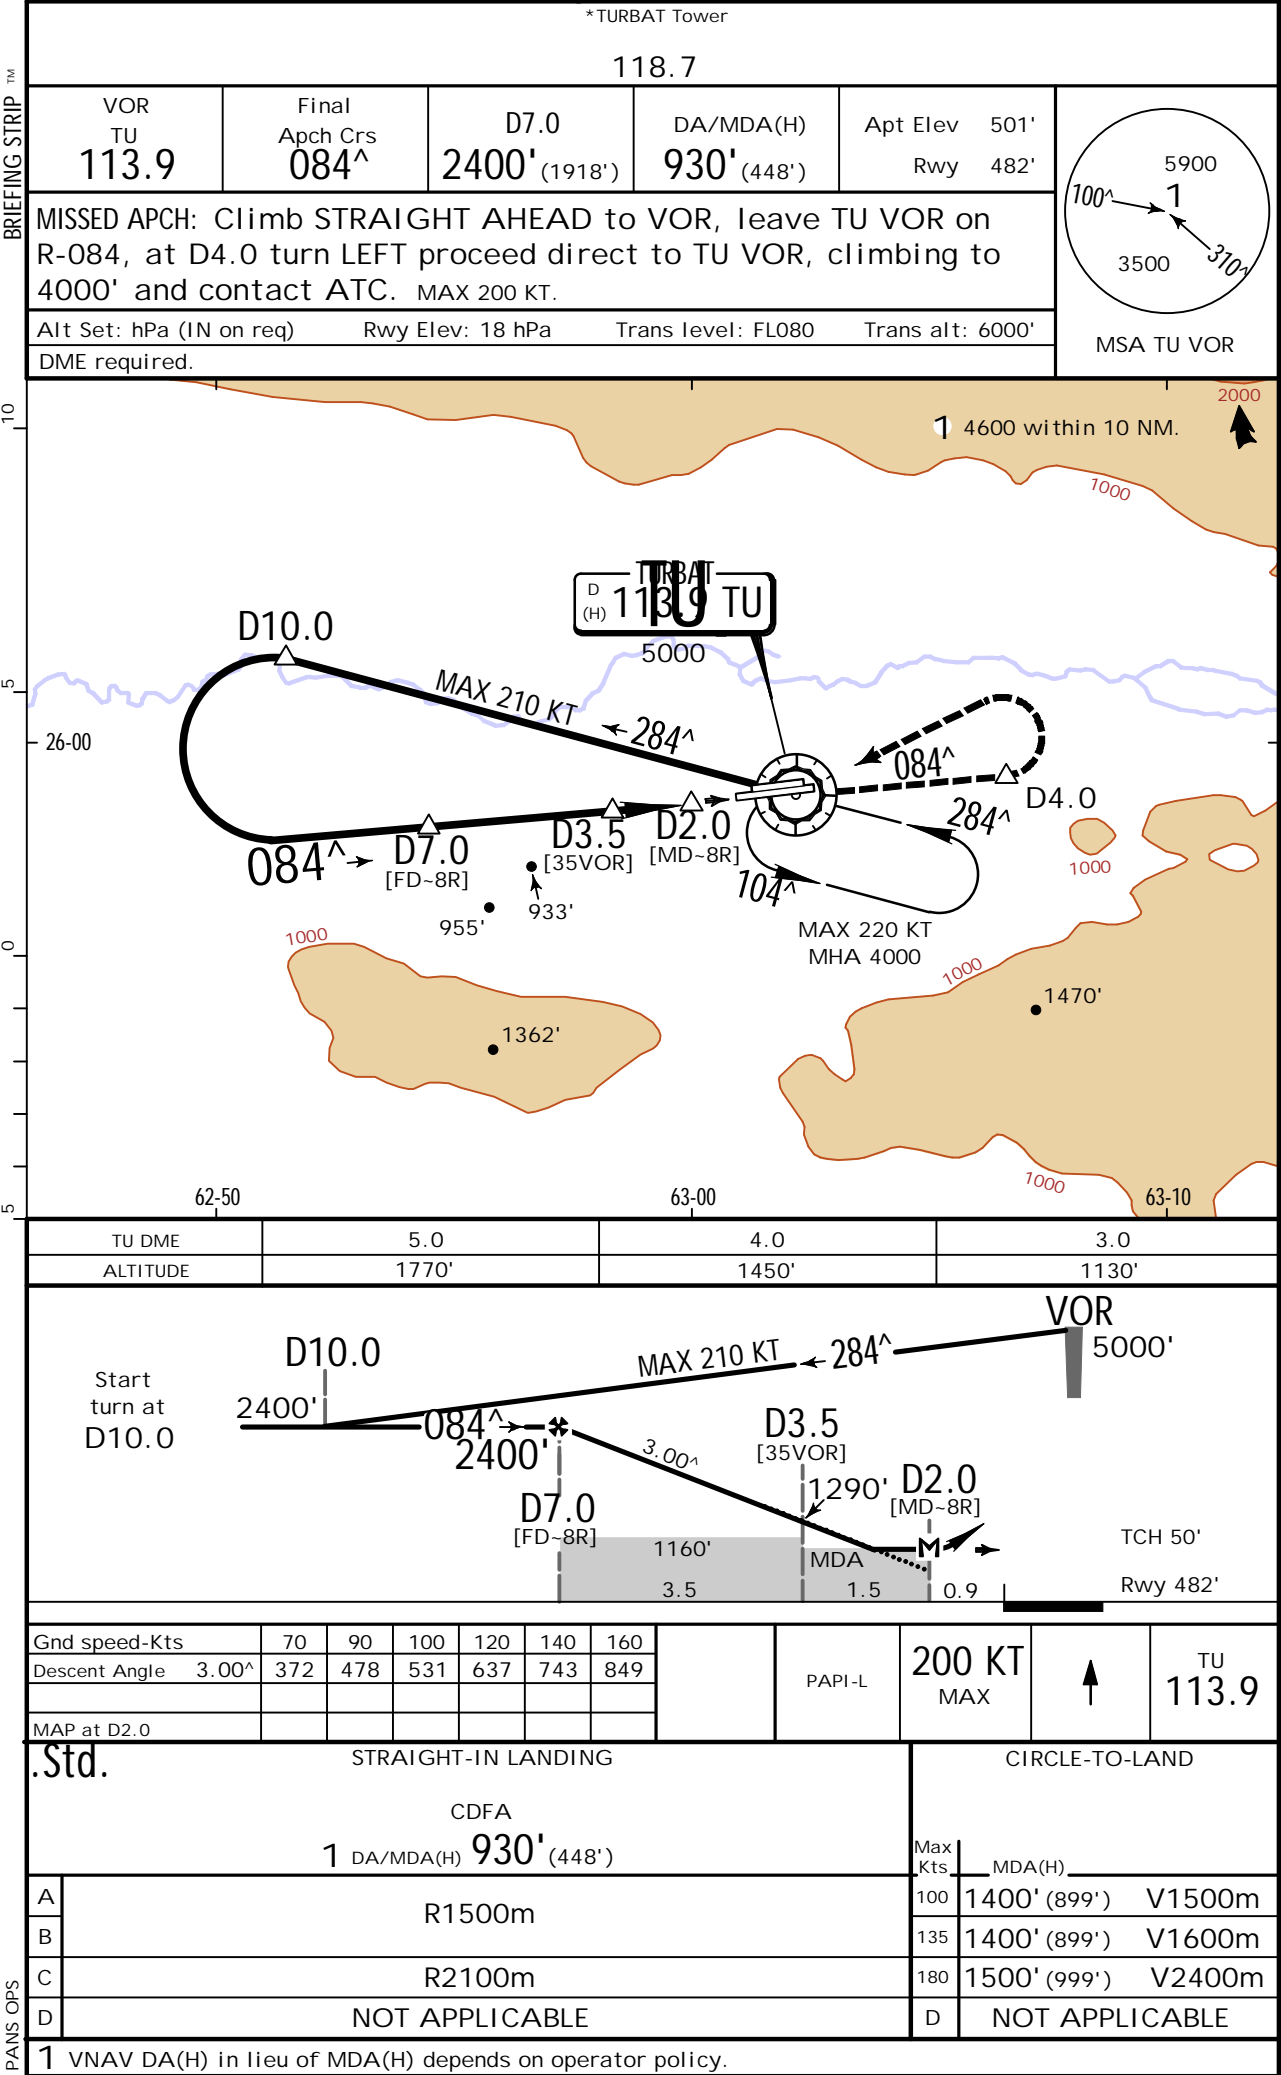 *TURBAT Tower
118.7
BRIEFING STRIP TM
VOR
TU
113.9
Final
Apch Crs
084^
D7.0
2400' (1918')
DA/MDA(H)
930' (448')
Apt Elev 501'
Rwy 482'
MISSED APCH: Climb STRAIGHT AHEAD to VOR, leave TU VOR on
R-084, at D4.0 turn LEFT proceed direct to TU VOR, climbing to
4000' and contact ATC. MAX 200 KT.
Alt Set: hPa (IN on req) Rwy Elev: 18 hPa Trans level: FL080 Trans alt: 6000'
DME required.
5900
100^
1
310^
3500
MSA TU VOR
2000
10
1 4600 within 10 NM.
1000
TURBAT
TU
D
(H) 113.9 TU
5000
D10.0
5
MAX 210 KT
284^
26-00
084^
D4.0
284^
D3.5
[35VOR]
D2.0
[MD~8R]
084^
D7.0
[FD~8R]
104^
1000
933'
955'
MAX 220 KT
MHA 4000
0
1000
1000
1470'
1362'
1000
5
62-50
63-00
63-10
TU DME 5.0 4.0 3.0
ALTITUDE 1770' 1450' 1130'
VOR
5000'
D10.0
MAX 210 KT
284^
Start
turn at
D10.0
2400'
084^
2400'
3.00^
D3.5
[35VOR]
1290'
D2.0
[MD~8R]
D7.0
[FD~8R]
1160'
MDA
M
TCH 50'
3.5
1.5
0.9
Rwy 482'
Gnd speed-Kts 70 90 100 120 140 160
Descent Angle 3.00^ 372 478 531 637 743 849
MAP at D2.0
PAPI-L
200 KT
MAX
TU
113.9
.Std.
STRAIGHT-IN LANDING
CIRCLE-TO-LAND
CDFA
1 DA/MDA(H) 930' (448')
Max
Kts
MDA(H)
A
R1500m
100 1400' (899') V1500m
B
135 1400' (899') V1600m
C R2100m
180 1500' (999') V2400m
D NOT APPLICABLE
D NOT APPLICABLE
PANS OPS
1 VNAV DA(H) in lieu of MDA(H) depends on operator policy.